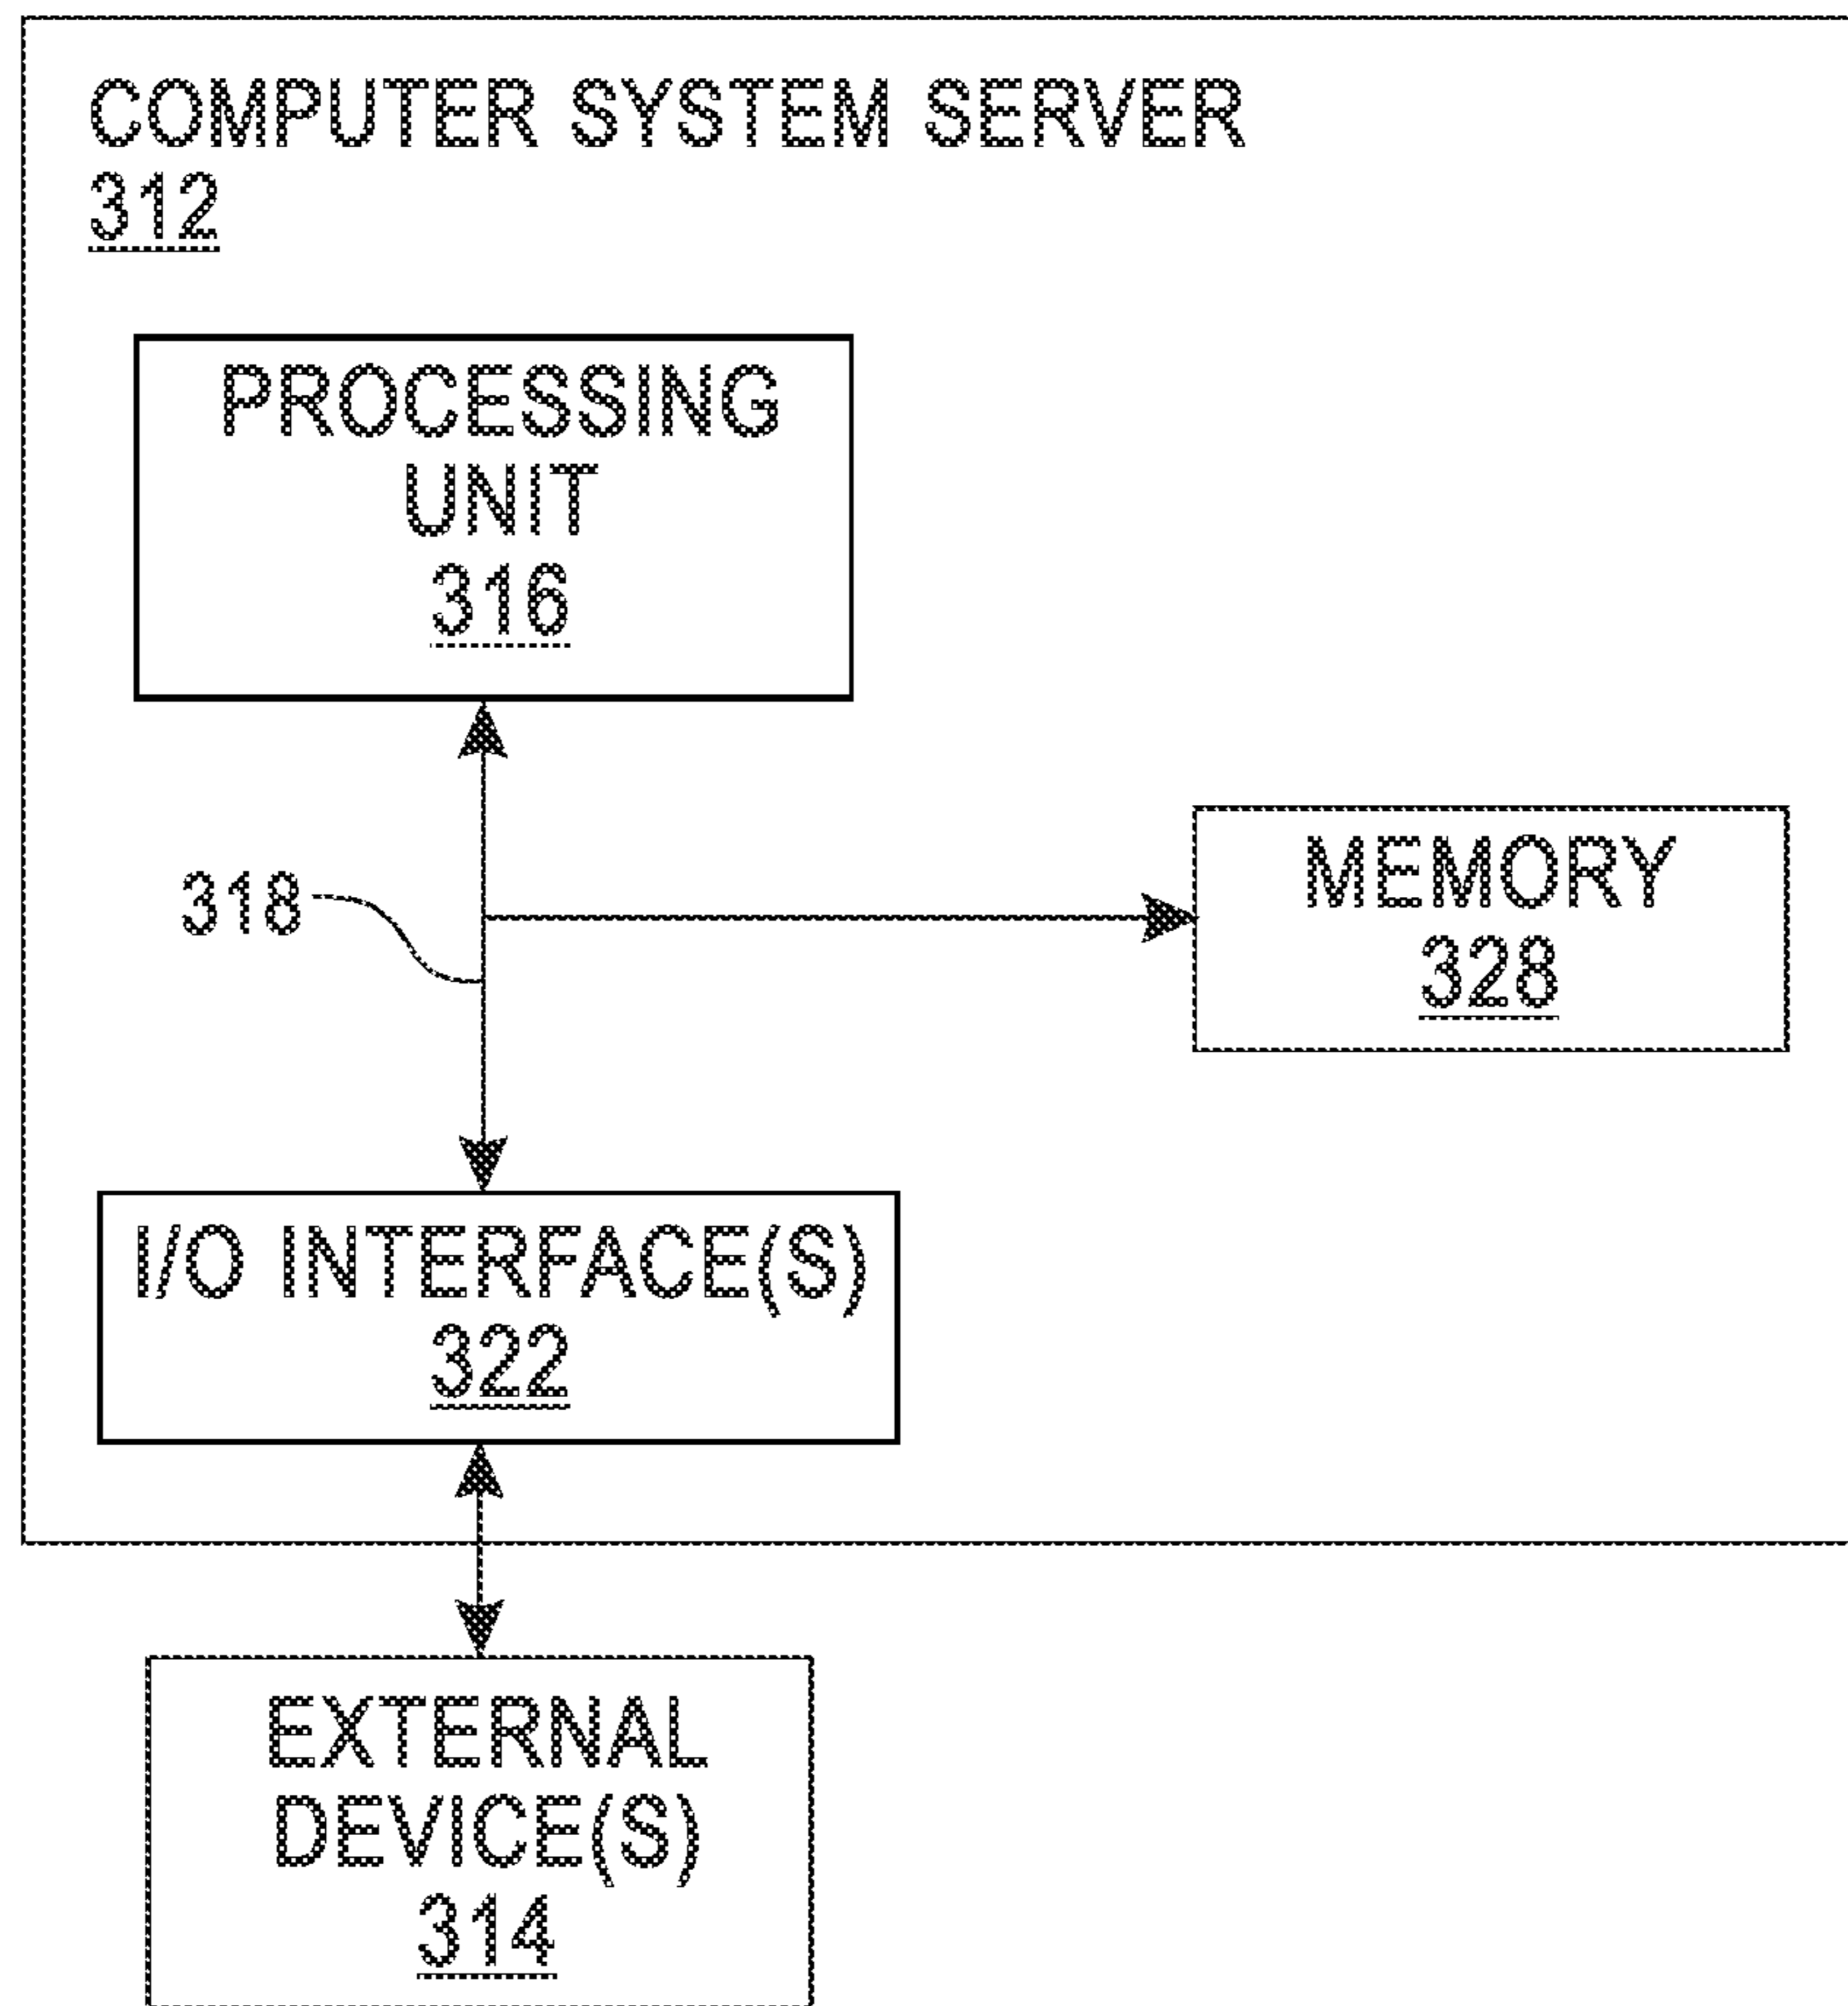 COMPUTER SYSTEM SERVER
312
PROCESSING
UNIT
316
318
MEMORY
328
I/O INTERFACE(S)
322
EXTERNAL
DEVICE(S)
314